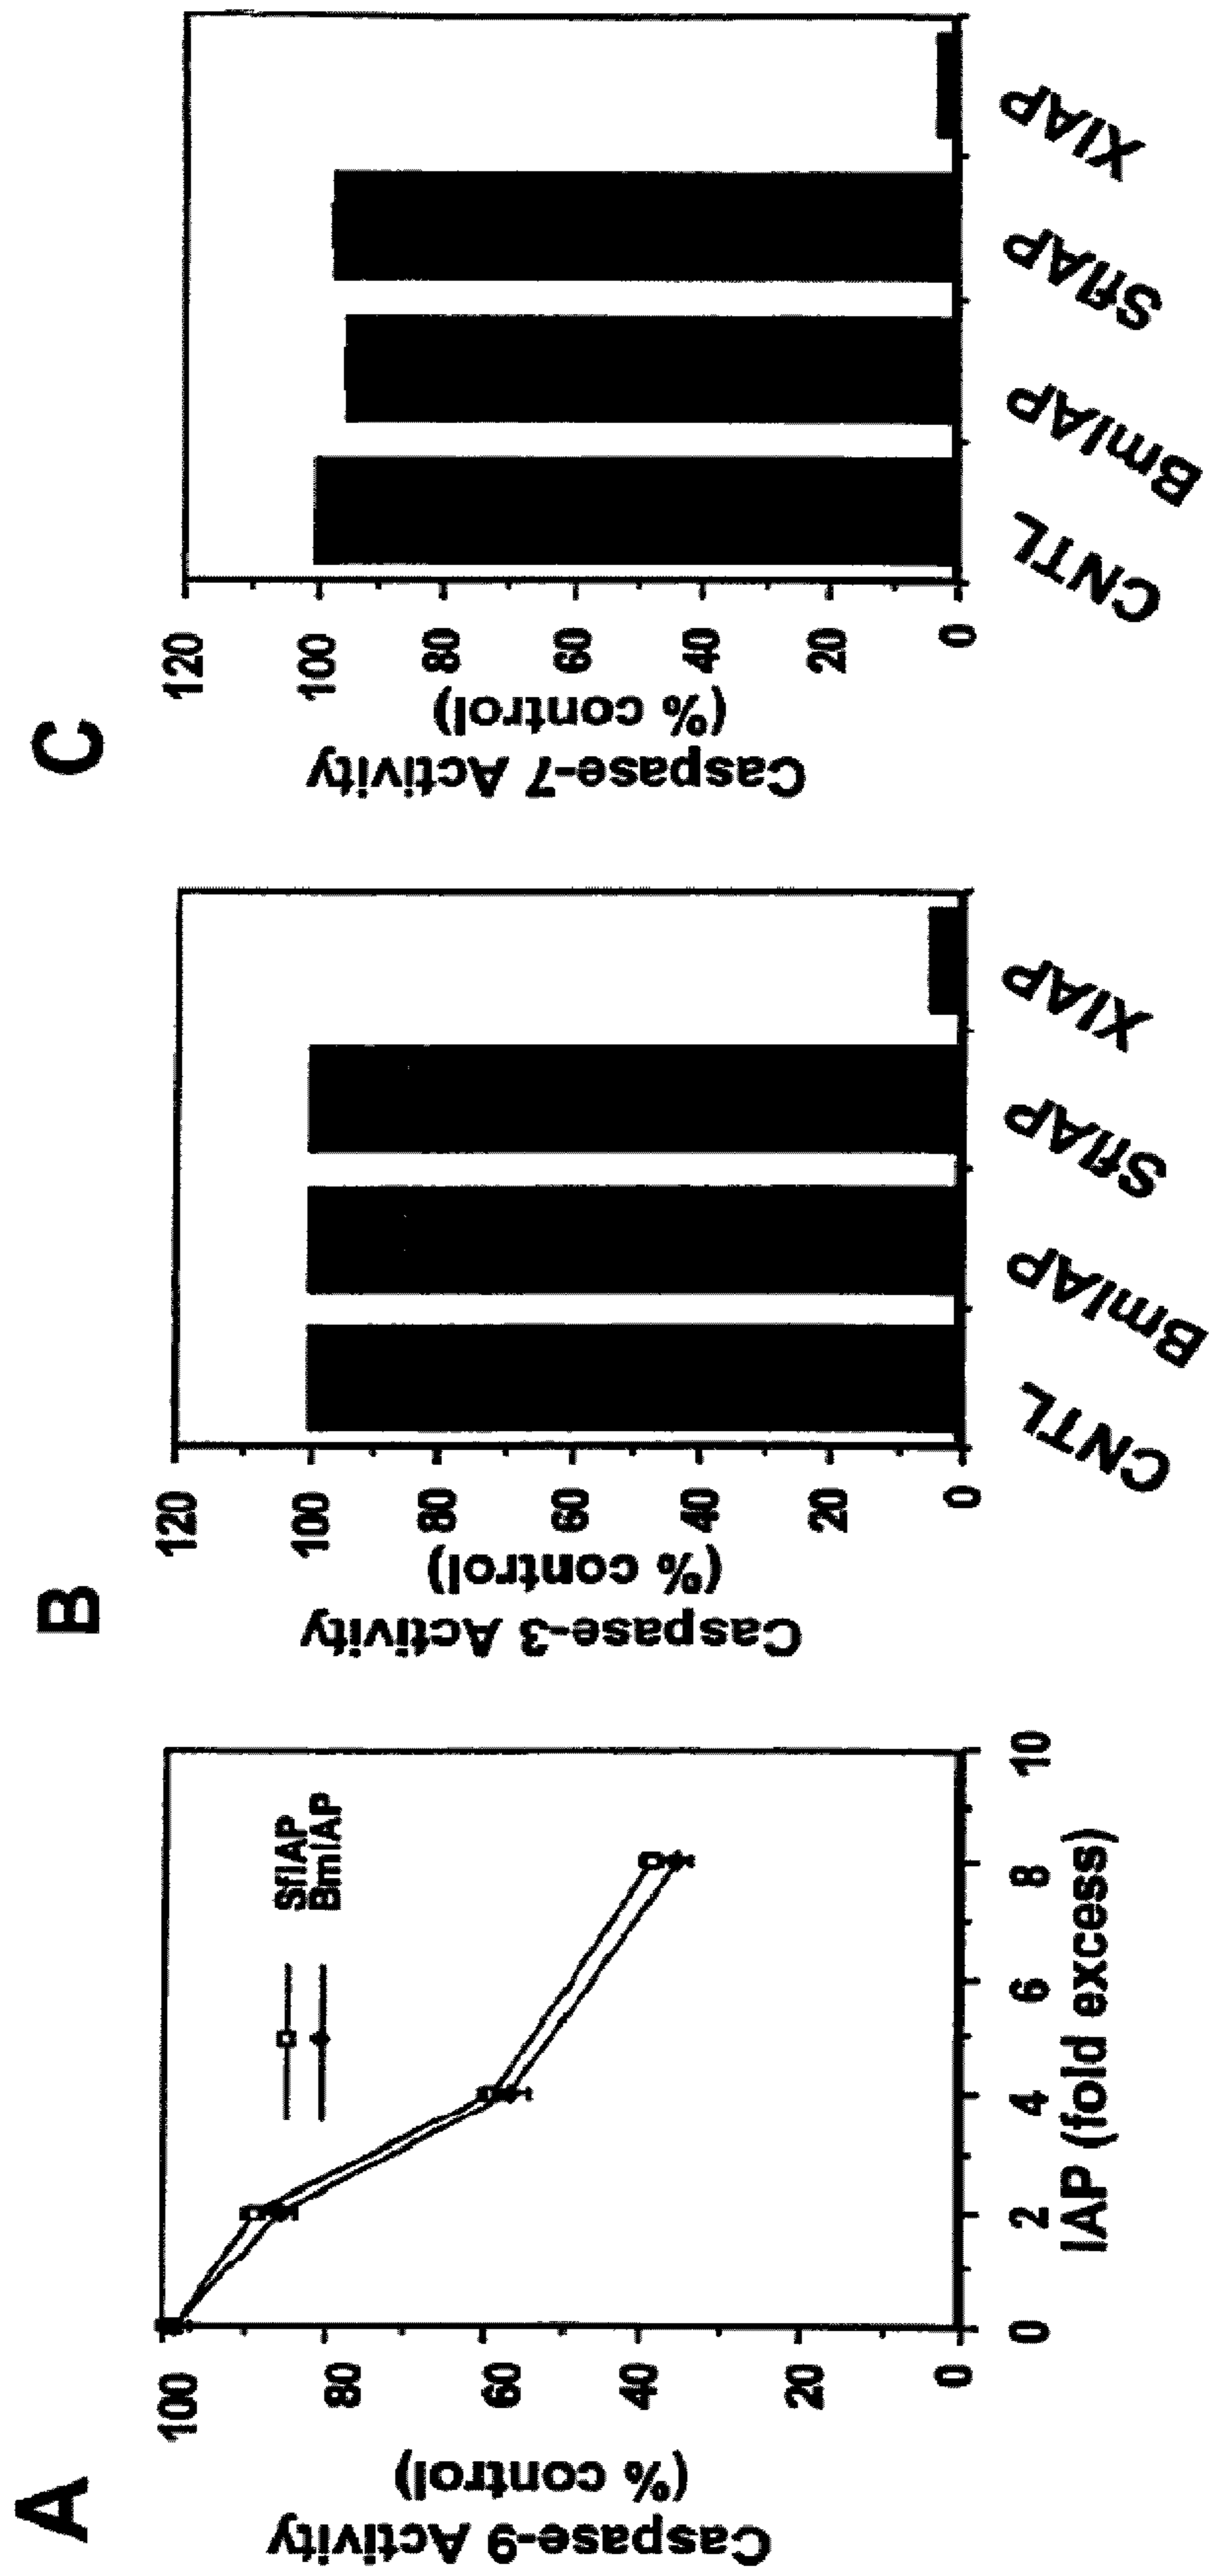 A
Caspase-9 Activity
(% control)
100
80
60
40
20
0
SfIAP
BmIAP
0 2 4 6 8 10
IAP (fold excess)
B
Caspase-3 Activity
(% control)
120
100
80
60
40
20
0
CNTL
BmIAP
SfIAP
XIAP
C
Caspase-7 Activity
(% control)
120
100
80
60
40
20
0
CNTL
BmIAP
SfIAP
XIAP